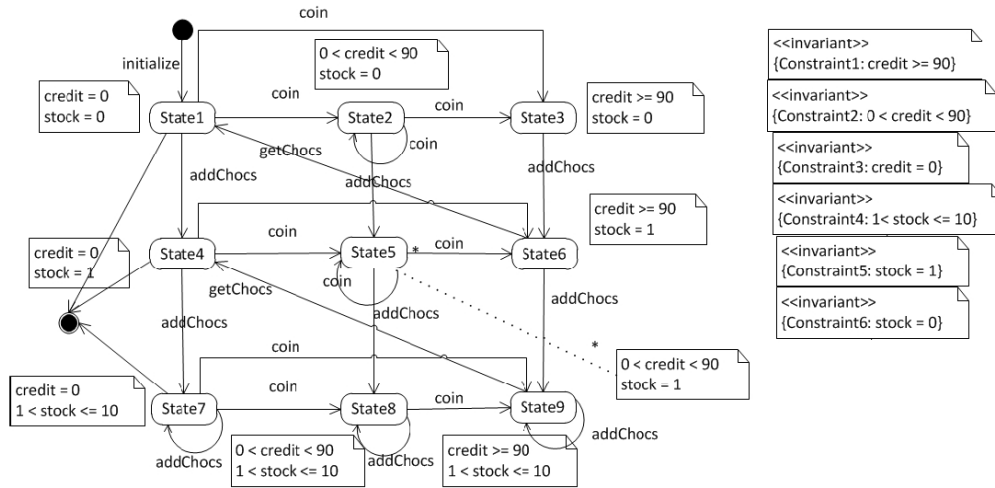 coin
0 < credit < 90
stock = 0
initialize
credit = 0
stock = 0
coin
coin
credit >= 90
stock = 0
State1
State2
State3
coin
getChocs
addChocs
addChocs
addChocs
credit >= 90
stock = 1
credit = 0
stock = 1
coin
* coin
State4
State5
State6
coin
getChocs
addChocs
addChocs
addChocs
coin
*
0 < credit < 90
stock = 1
credit = 0
1 < stock <= 10
coin
coin
State7
State8
State9
addChocs
addChocs
addChocs
0 < credit < 90
1 < stock <= 10
credit >= 90
1 < stock <= 10
<<invariant>>
{Constraint1: credit >= 90}
<<invariant>>
{Constraint2: 0 < credit < 90}
<<invariant>>
{Constraint3: credit = 0}
<<invariant>>
{Constraint4: 1< stock <= 10}
<<invariant>>
{Constraint5: stock = 1}
<<invariant>>
{Constraint6: stock = 0}